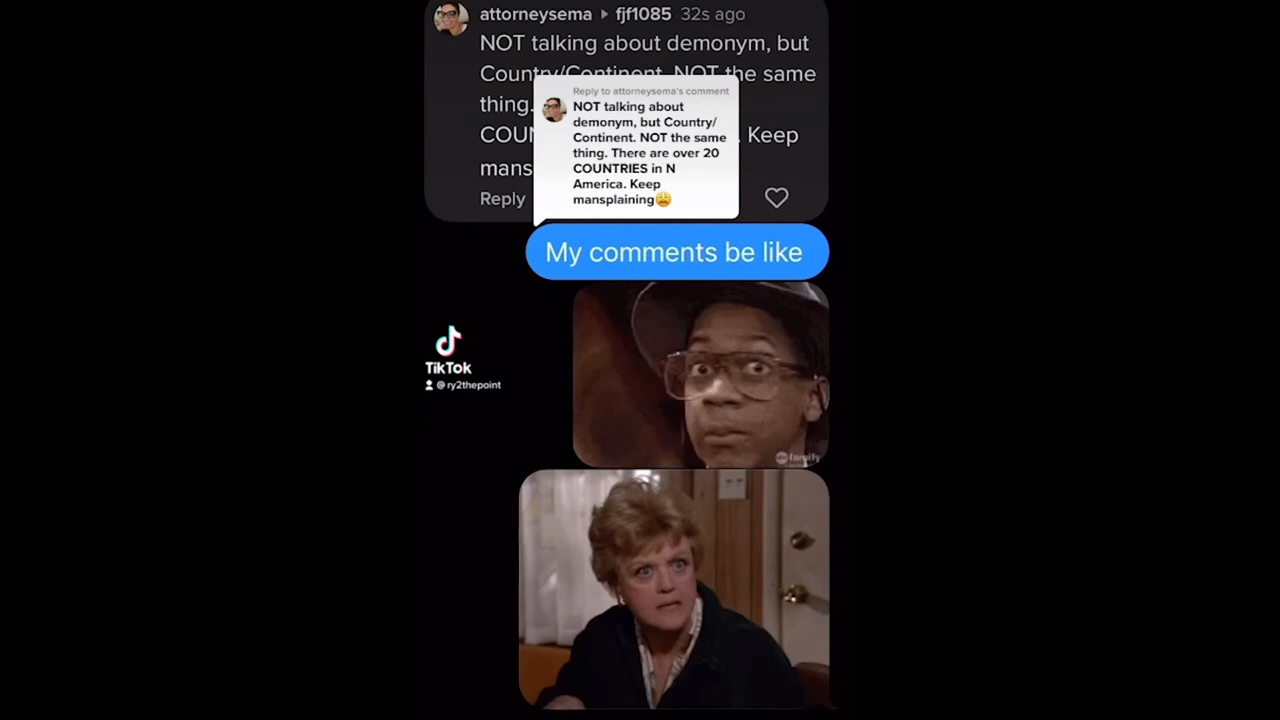 attorneysema ▸ fjf1085 32s ago
NOT talking about demonym, but
Country/Continent. NOT the same
thing.
COUN
. Keep
mans
Reply
Reply to attorneysema's comment
NOT talking about
demonym, but Country/
Continent. NOT the same
thing. There are over 20
COUNTRIES in N
America. Keep
mansplaining😩
My comments be like
TikTok
@ry2thepoint
abc family